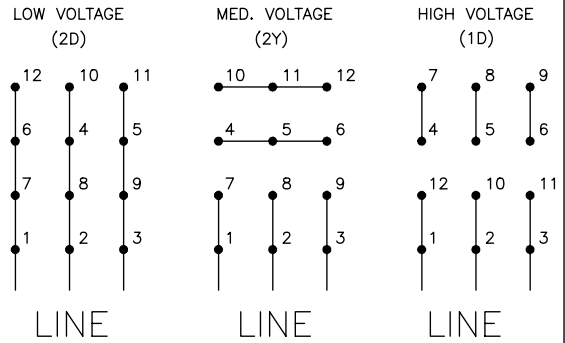 LOW VOLTAGE MED. VOLTAGE HIGH VOLTAGE
(2D) (2Y) (1D)
12 10 11 10 11 12 7 8 9
6 4 5 4 5 6 4 5 6
7 8 9 7 8 9 12 10 11
1 2 3 1 2 3 1 2 3
LINE LINE LINE